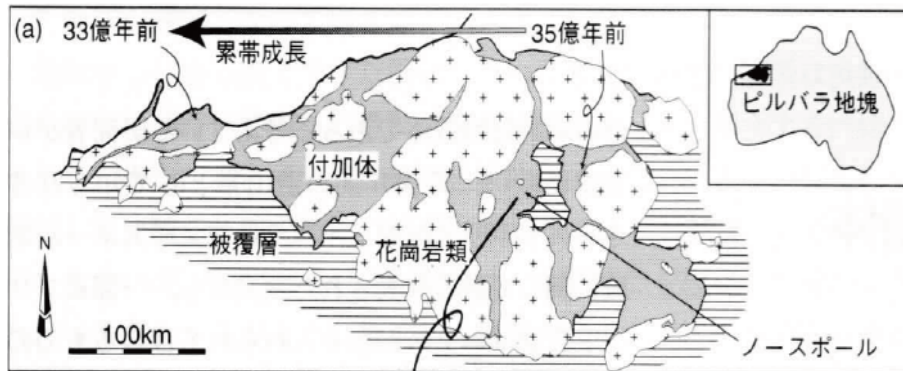 (a)
33億年前
35億年前
累帯成長
ピルバラ地塊
付加体
被覆層
花崗岩類
N
100km
ノースポール